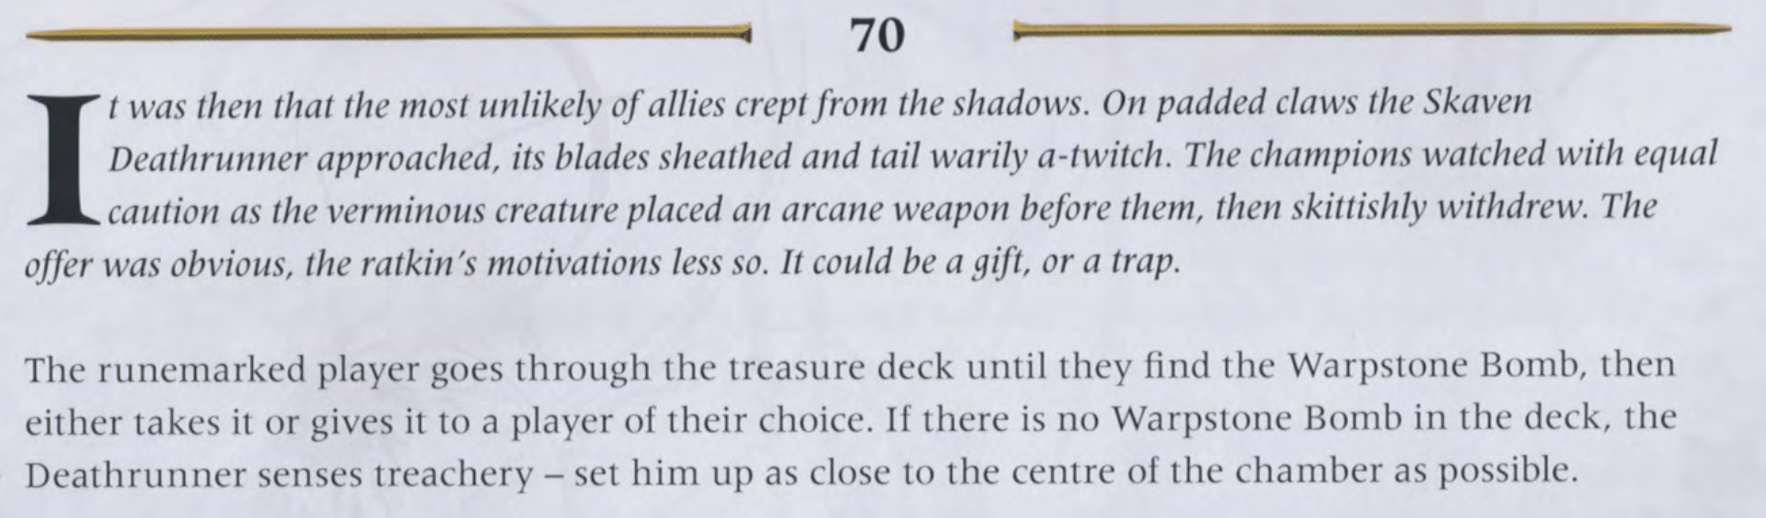 70
It was then that the most unlikely of allies crept from the shadows. On padded claws the Skaven
Deathrunner approached, its blades sheathed and tail warily a-twitch. The champions watched with equal
caution as the verminous creature placed an arcane weapon before them, then skittishly withdrew. The
offer was obvious, the ratkin's motivations less so. It could be a gift, or a trap.
The runemarked player goes through the treasure deck until they find the Warpstone Bomb, then
either takes it or gives it to a player of their choice. If there is no Warpstone Bomb in the deck, the
Deathrunner senses treachery – set him up as close to the centre of the chamber as possible.